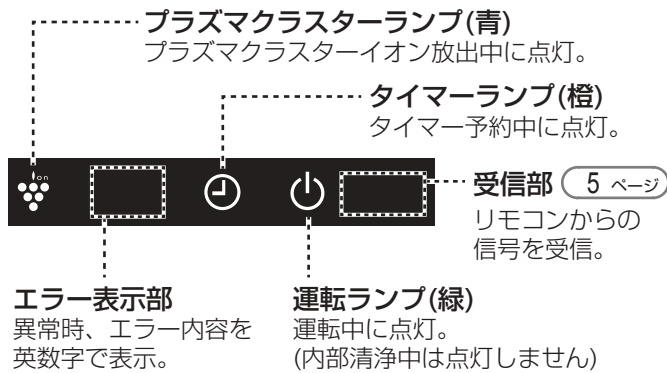 プラズマクラスターランプ(青)
プラズマクラスターイオン放出中に点灯。
タイマーランプ(橙)
タイマー予約中に点灯。
ion
受信部 5 ページ
リモコンからの
信号を受信。
エラー表示部
異常時、エラー内容を
英数字で表示。
運転ランプ(緑)
運転中に点灯。
(内部清浄中は点灯しません)